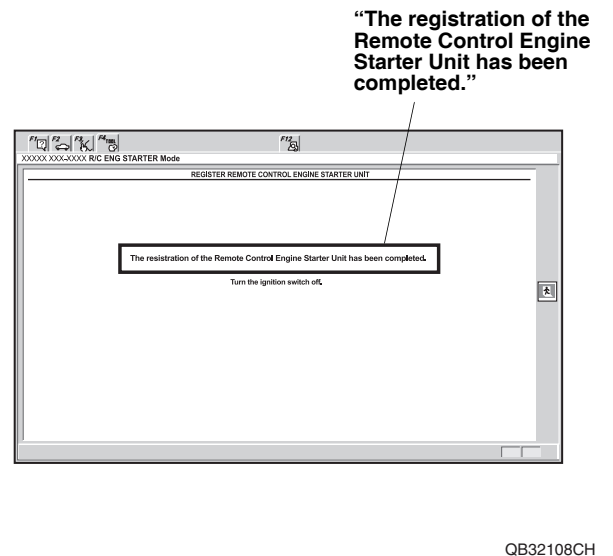 “The registration of the
Remote Control Engine
Starter Unit has been
completed.”
F1 F2 F3 F4 TOOL F12
XXXXX XXX-XXXX R/C ENG STARTER Mode
REGISTER REMOTE CONTROL ENGINE STARTER UNIT
The resistration of the Remote Control Engine Starter Unit has been completed.
Turn the ignition switch off.
QB32108CH